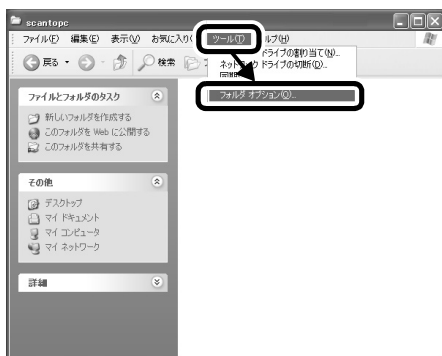 scantopc
ファイル(F) 編集(E) 表示(V) お気に入り( ツール(T) ルプ(H)
戻る 検索
ドライブの割り当て(N)...
ネットワーク ドライブの切断(D)...
フォルダ オプション(O)...
ファイルとフォルダのタスク
新しいフォルダを作成する
このフォルダを Web に公開する
このフォルダを共有する
その他
デスクトップ
マイ ドキュメント
マイ コンピュータ
マイ ネットワーク
詳細